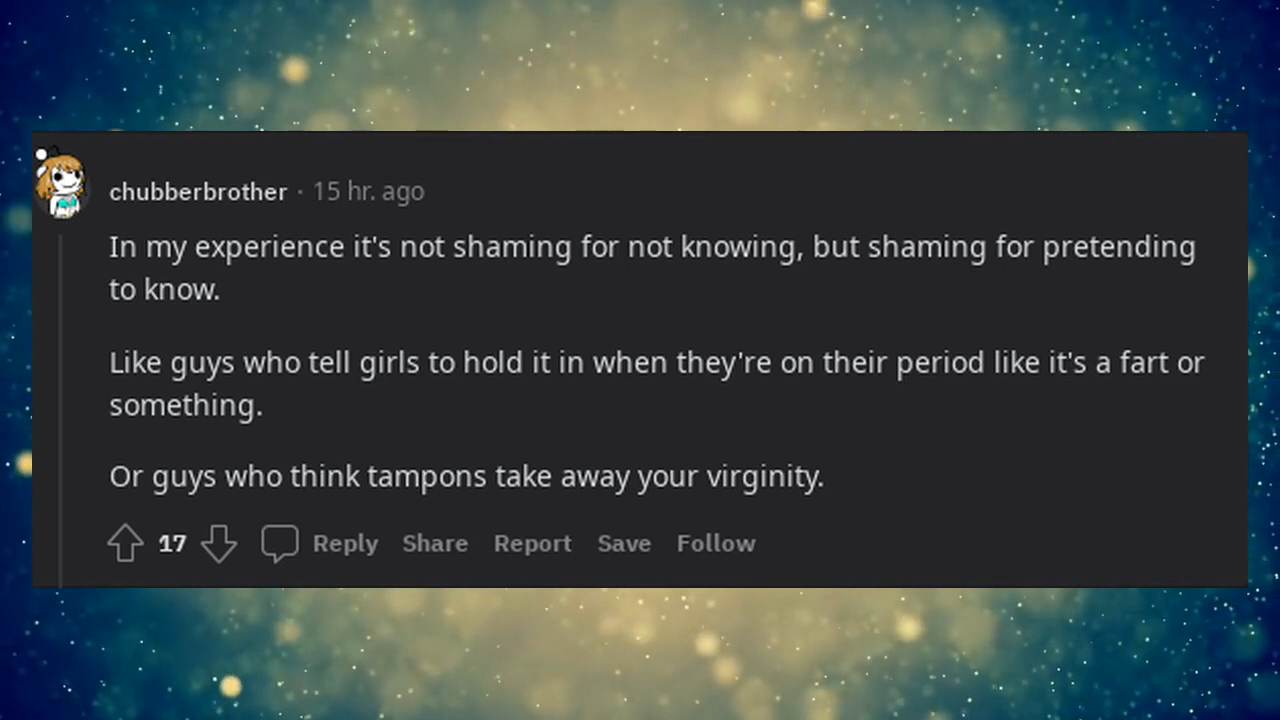 chubberbrother · 15 hr. ago
In my experience it's not shaming for not knowing, but shaming for pretending
to know.
Like guys who tell girls to hold it in when they're on their period like it's a fart or
something.
Or guys who think tampons take away your virginity.
17 Reply Share Report Save Follow